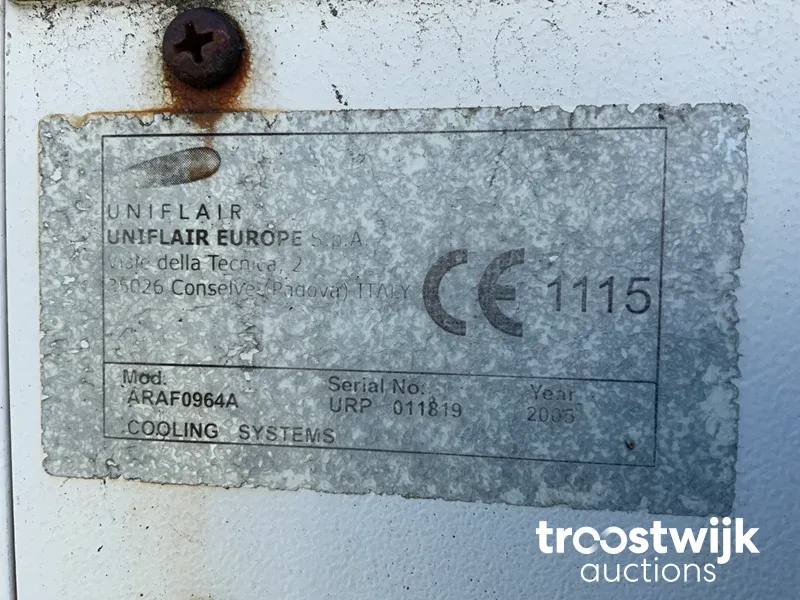 UNIFLAIR
UNIFLAIR EUROPE S.p.A.
Viale della Tecnica, 2
35026 Conselve (Padova) ITALY
CE 1115
Mod. Serial No: Year
ARAF0964A URP 011819 2005
COOLING SYSTEMS
troostwijk
auctions